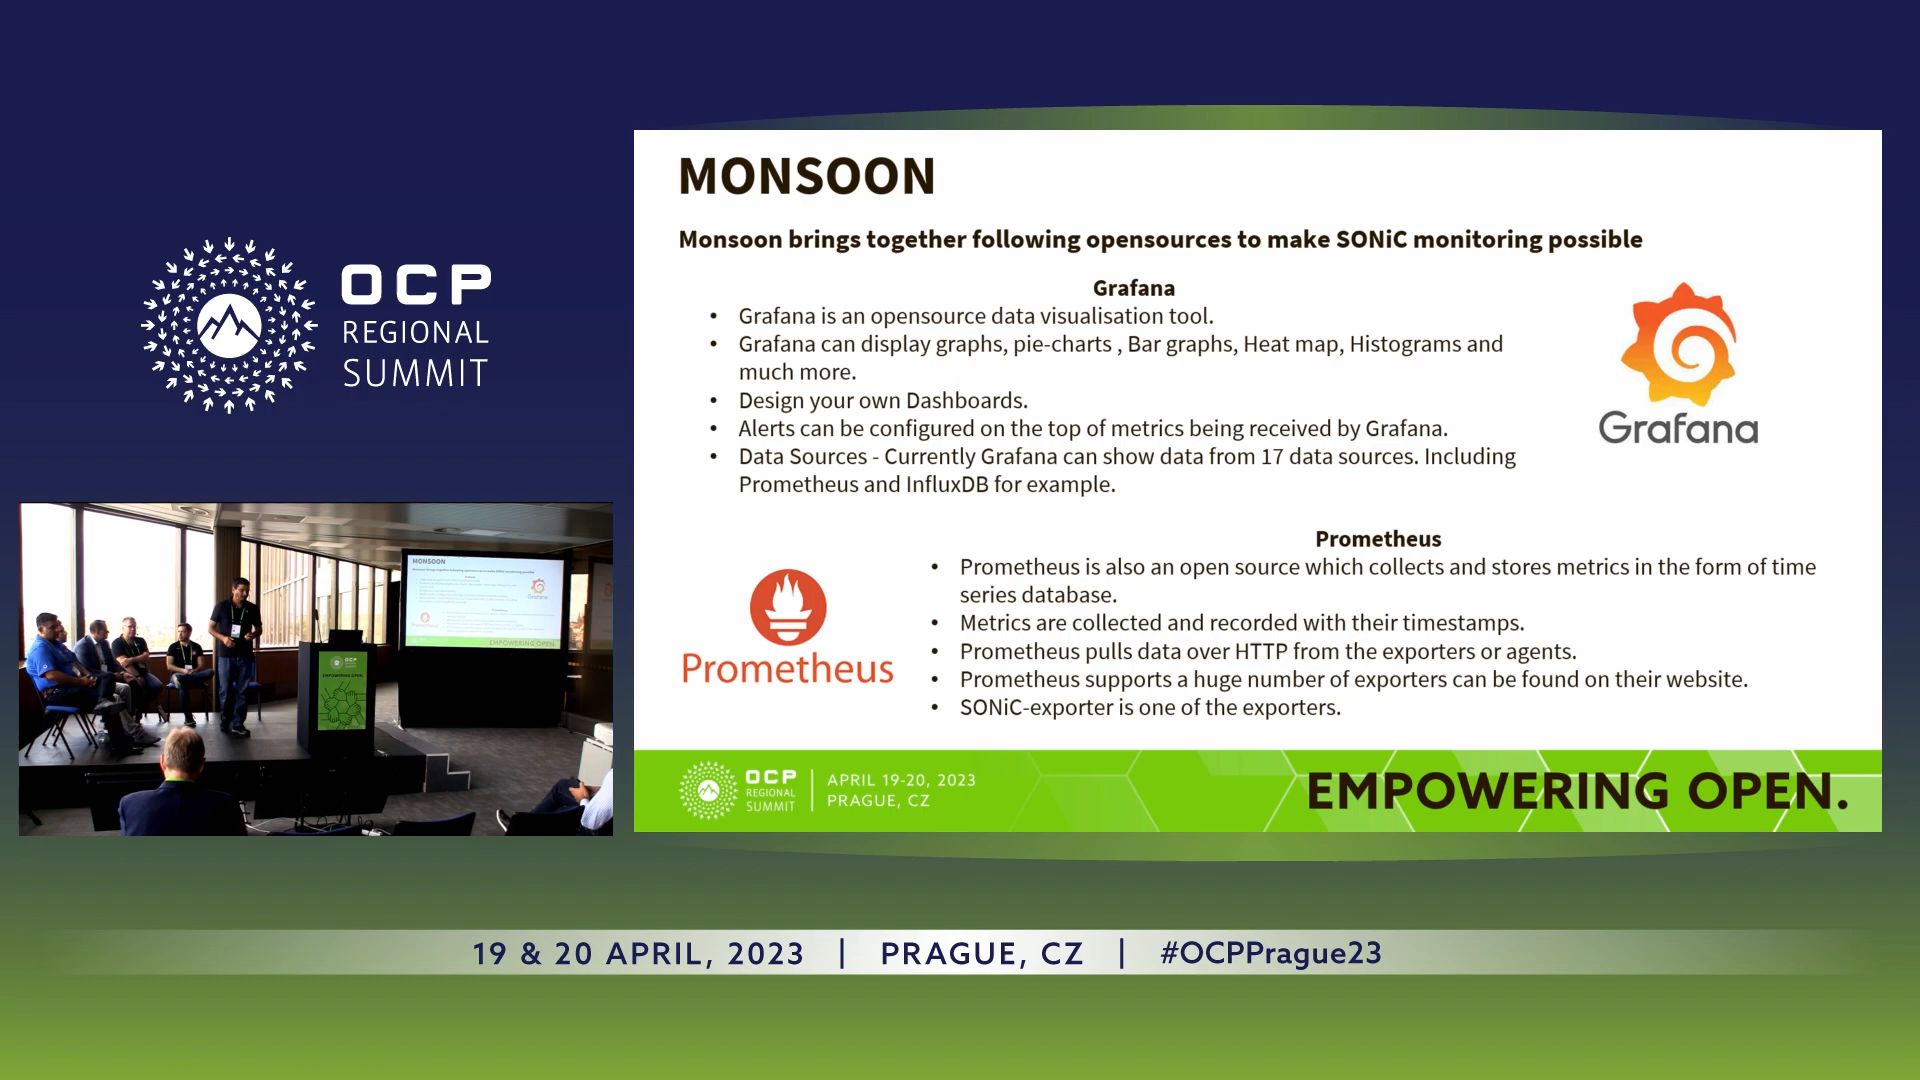 OCP
REGIONAL
SUMMIT
MONSOON
Monsoon brings together following opensources to make SONiC monitoring possible
Grafana
• Grafana is an opensource data visualisation tool.
• Grafana can display graphs, pie-charts , Bar graphs, Heat map, Histograms and
much more.
• Design your own Dashboards.
• Alerts can be configured on the top of metrics being received by Grafana.
• Data Sources - Currently Grafana can show data from 17 data sources. Including
Prometheus and InfluxDB for example.
Grafana
Prometheus
• Prometheus is also an open source which collects and stores metrics in the form of time
series database.
• Metrics are collected and recorded with their timestamps.
• Prometheus pulls data over HTTP from the exporters or agents.
• Prometheus supports a huge number of exporters can be found on their website.
• SONiC-exporter is one of the exporters.
Prometheus
OCP
REGIONAL
SUMMIT
APRIL 19-20, 2023
PRAGUE, CZ
EMPOWERING OPEN.
MONSOON
Grafana
EMPOWERING OPEN.
OCP
EMPOWERING OPEN.
19 & 20 APRIL, 2023 | PRAGUE, CZ | #OCPPrague23